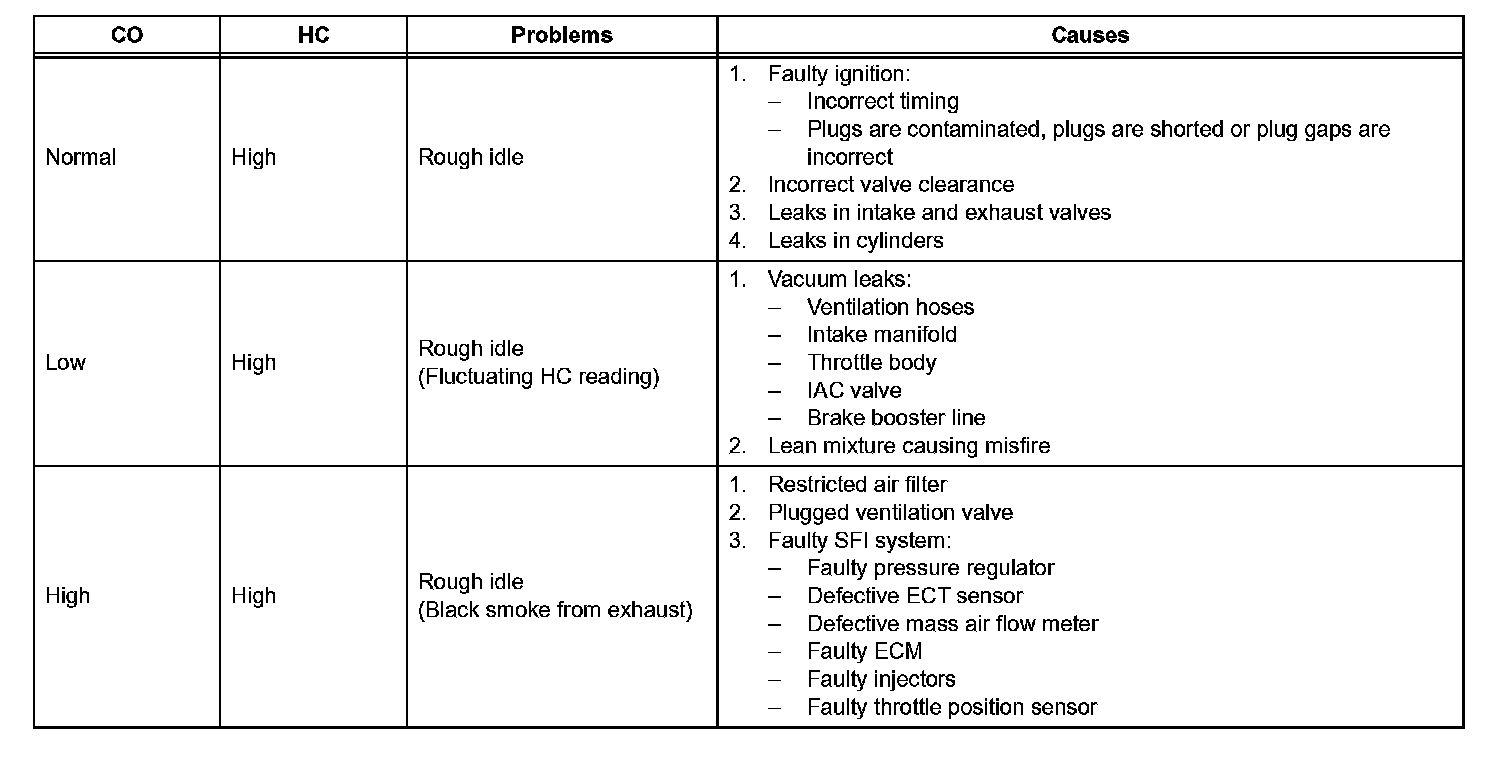 CO HC Problems Causes
Normal
High
Rough idle
1. Faulty ignition:
– Incorrect timing
– Plugs are contaminated, plugs are shorted or plug gaps are
incorrect
2. Incorrect valve clearance
3. Leaks in intake and exhaust valves
4. Leaks in cylinders
Low
High
Rough idle
(Fluctuating HC reading)
1. Vacuum leaks:
– Ventilation hoses
– Intake manifold
– Throttle body
– IAC valve
– Brake booster line
2. Lean mixture causing misfire
High
High
Rough idle
(Black smoke from exhaust)
1. Restricted air filter
2. Plugged ventilation valve
3. Faulty SFI system:
– Faulty pressure regulator
– Defective ECT sensor
– Defective mass air flow meter
– Faulty ECM
– Faulty injectors
– Faulty throttle position sensor